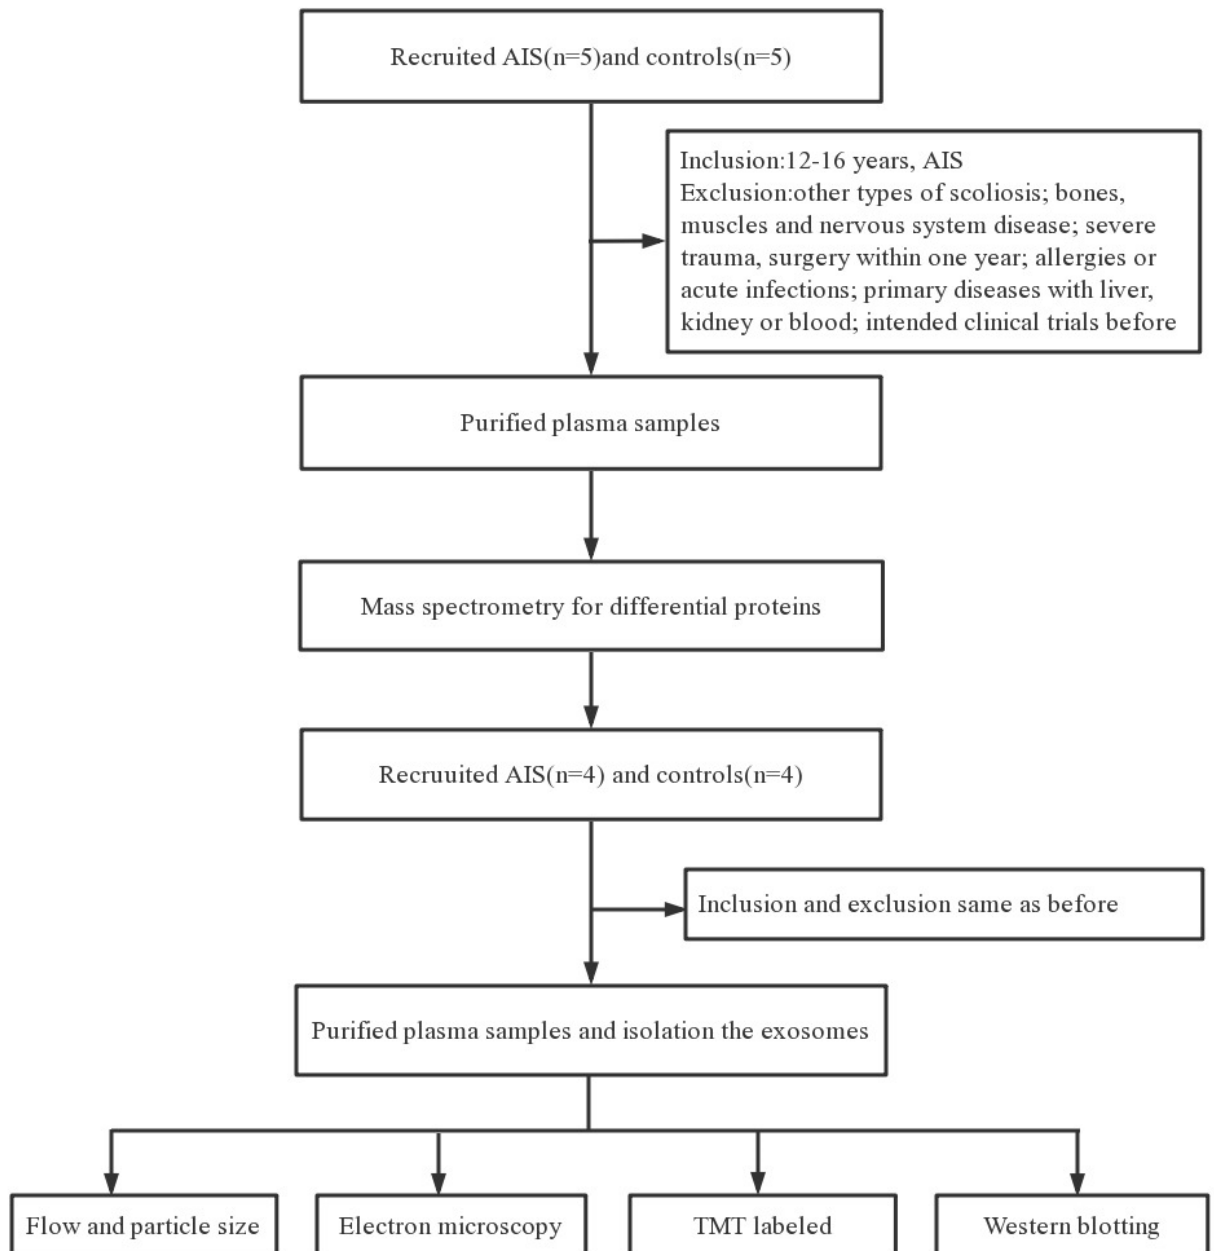 Recruited AIS(n=5)and controls(n=5)
Inclusion:12-16 years, AIS
Exclusion:other types of scoliosis; bones,
muscles and nervous system disease; severe
trauma, surgery within one year; allergies or
acute infections; primary diseases with liver,
kidney or blood; intended clinical trials before
Purified plasma samples
Mass spectrometry for differential proteins
Recruuited AIS(n=4) and controls(n=4)
Inclusion and exclusion same as before
Purified plasma samples and isolation the exosomes
Flow and particle size
Electron microscopy
TMT labeled
Western blotting